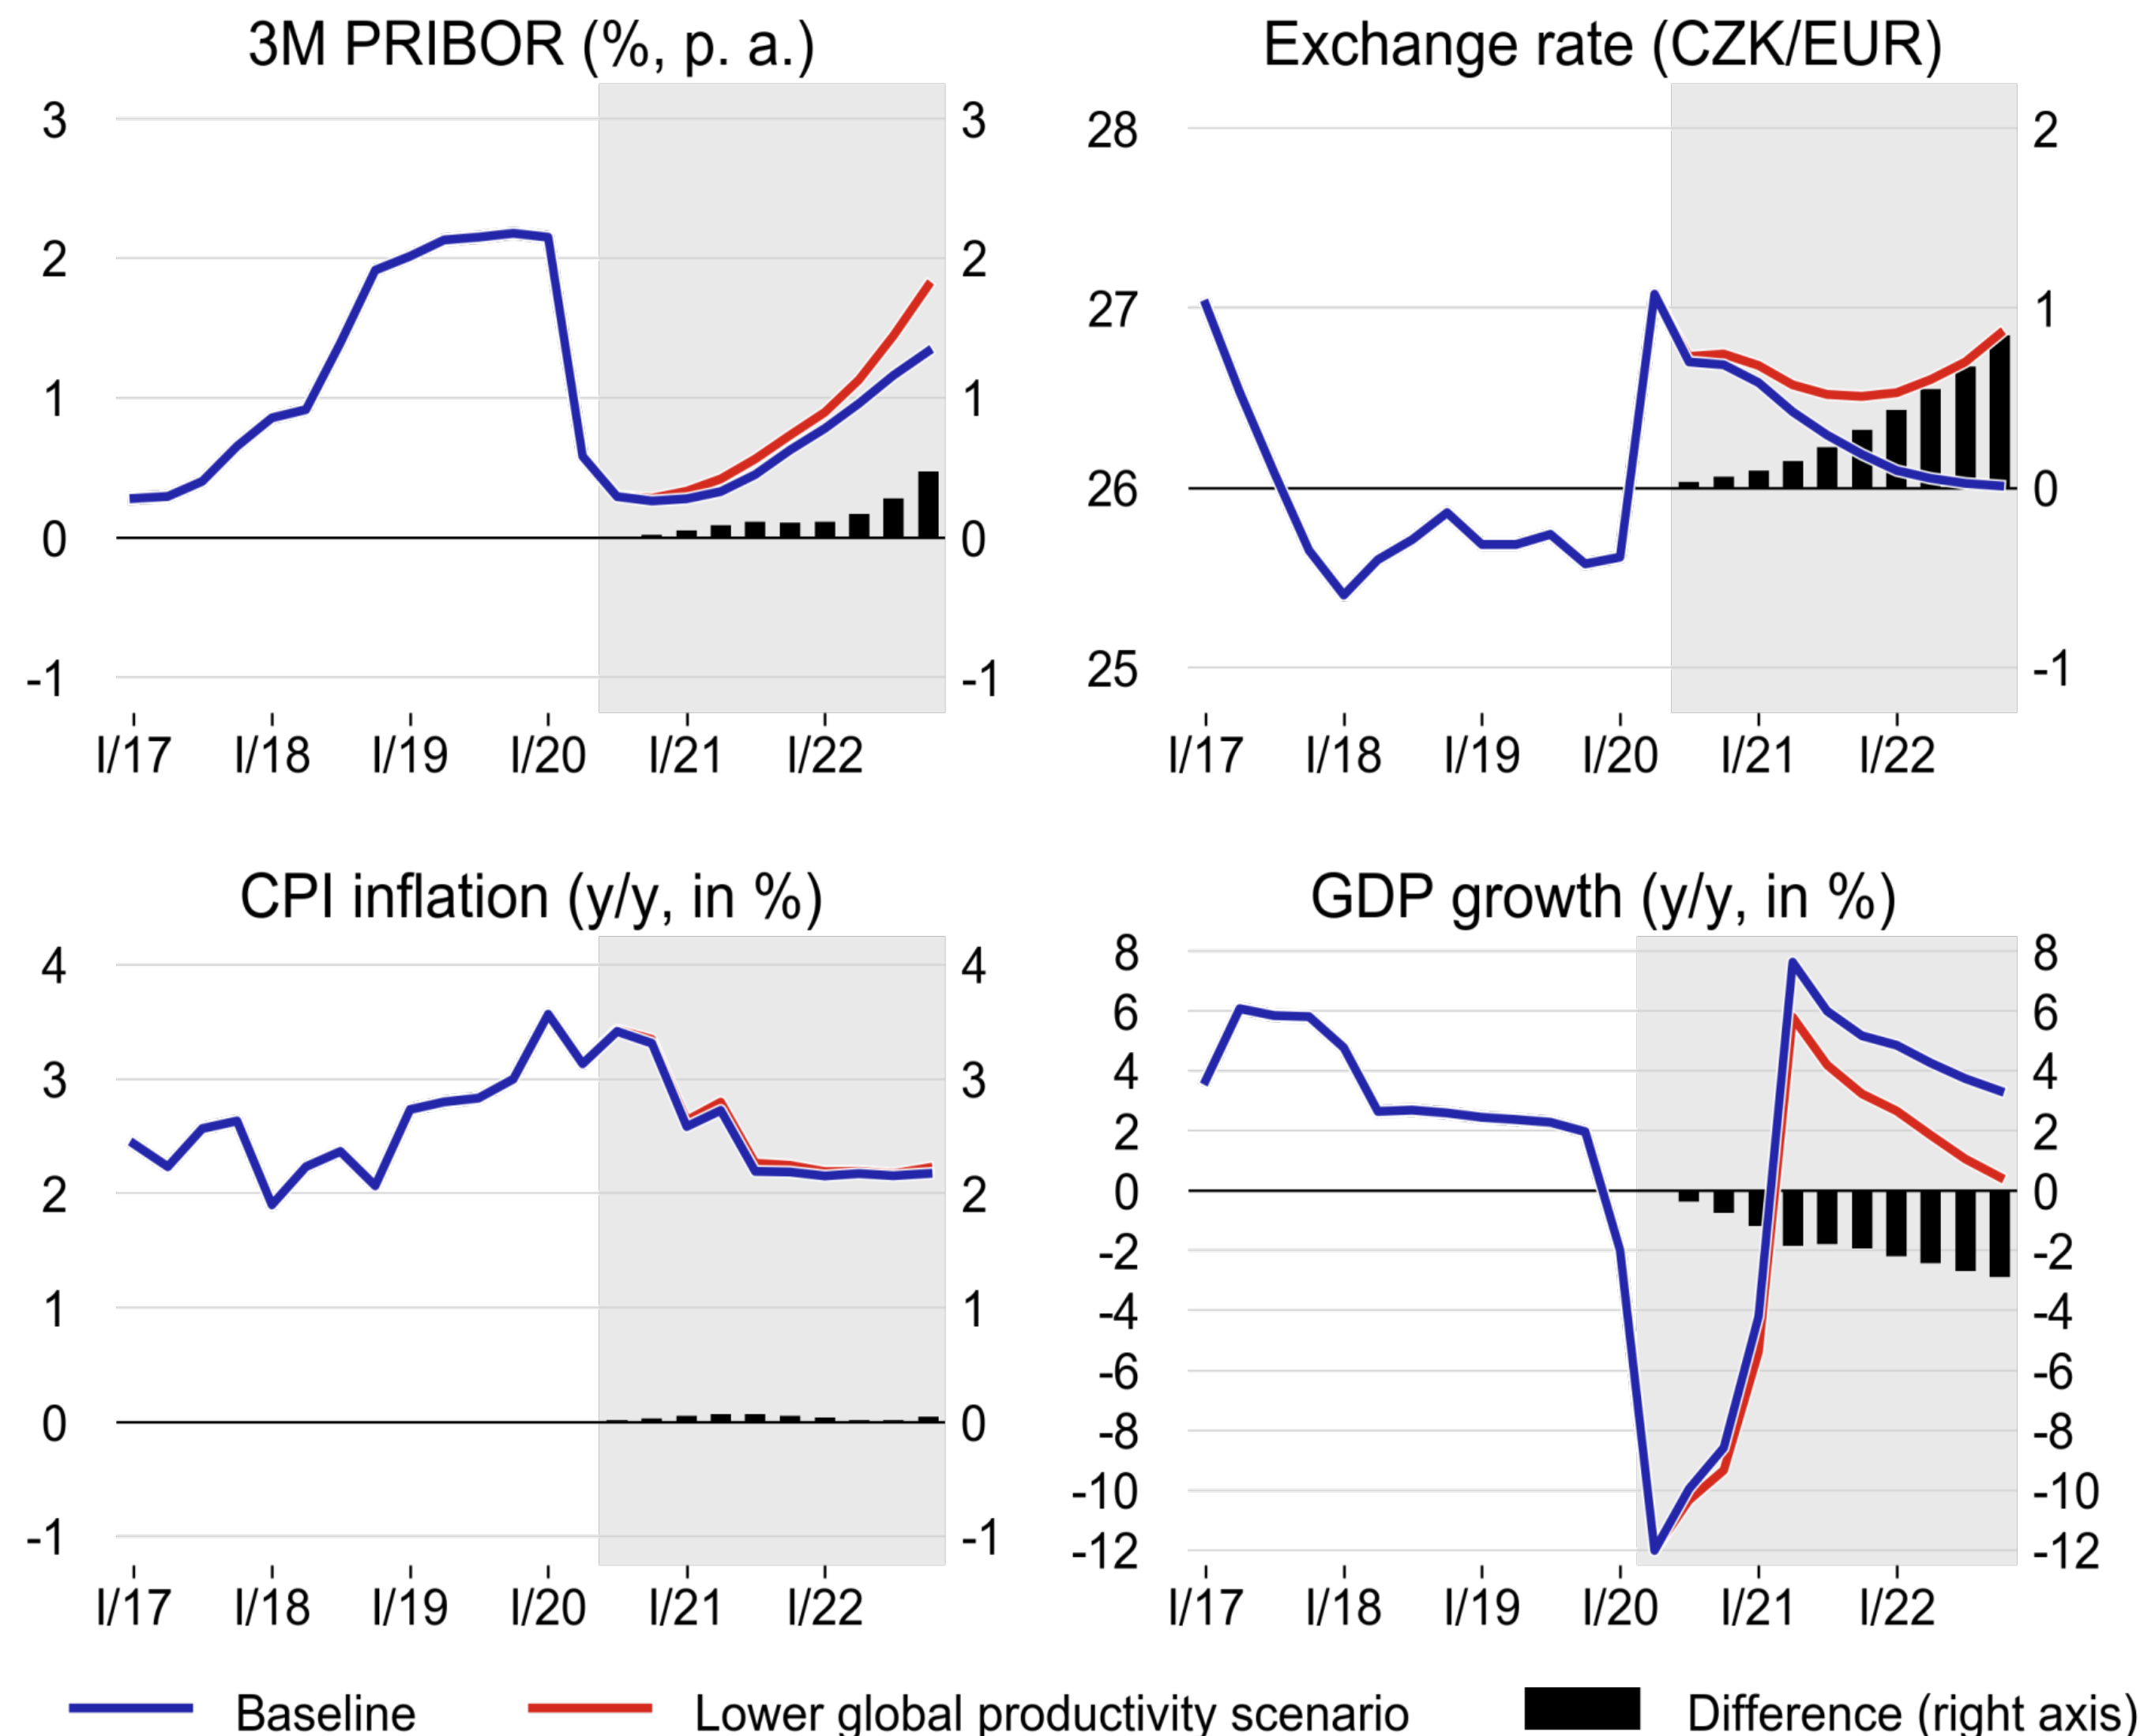 3M PRIBOR (%, p. a.)
3 3
2 2
1 1
0 0
-1 -1
I/17 I/18 I/19 I/20 I/21 I/22
Exchange rate (CZK/EUR)
28 2
27 1
26 0
25 -1
I/17 I/18 I/19 I/20 I/21 I/22
CPI inflation (y/y, in %)
4 4
3 3
2 2
1 1
0 0
-1 -1
I/17 I/18 I/19 I/20 I/21 I/22
GDP growth (y/y, in %)
8 8
6 6
4 4
2 2
0 0
-2 -2
-4 -4
-6 -6
-8 -8
-10 -10
-12 -12
I/17 I/18 I/19 I/20 I/21 I/22
Baseline Lower global productivity scenario Difference (right axis)